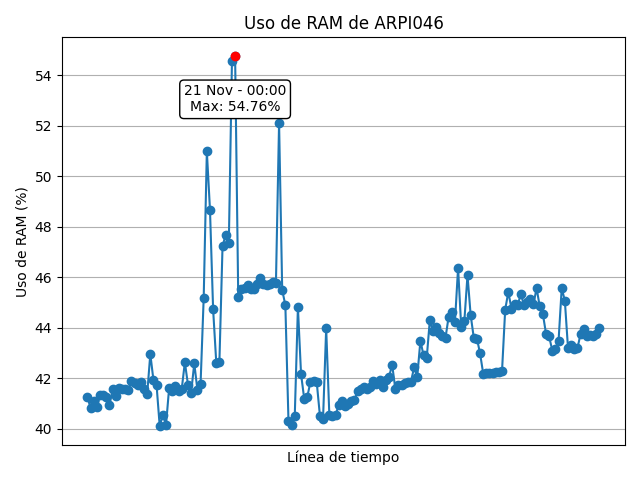 Uso de RAM de ARPI046
54
52
50
48
46
44
42
40
Uso de RAM (%)
21 Nov - 00:00
Max: 54.76%
Línea de tiempo